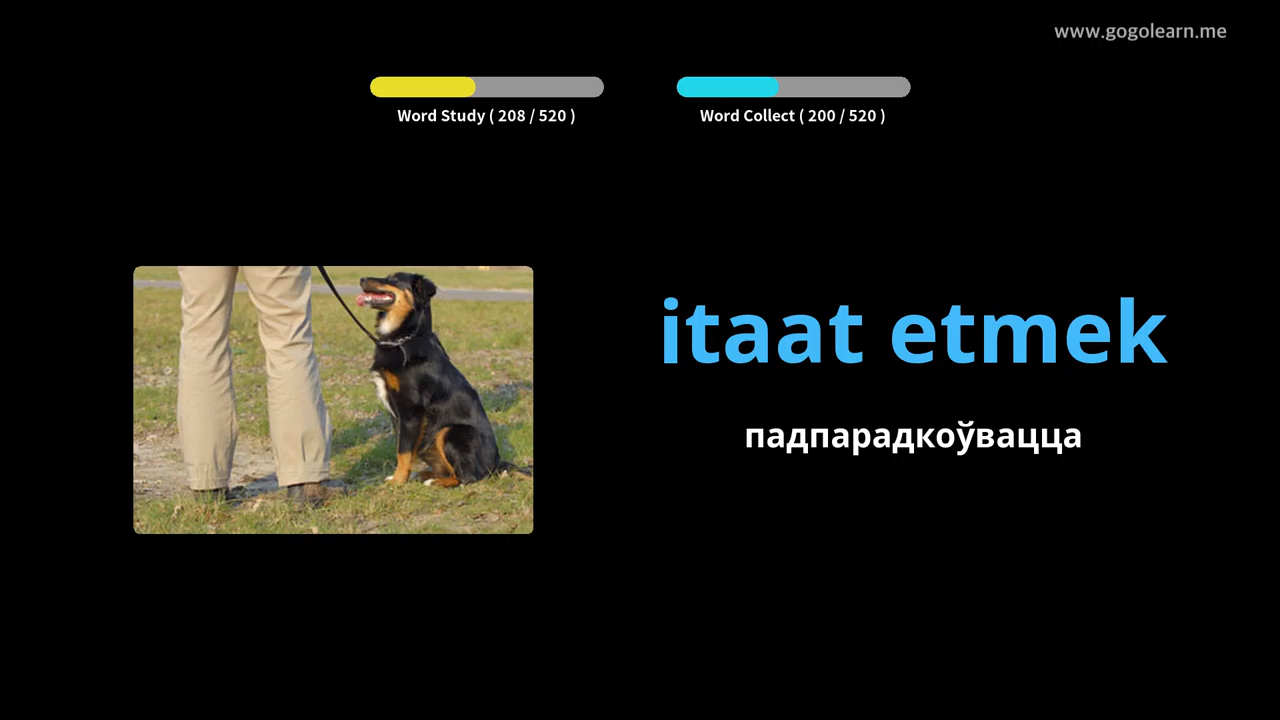 www.gogolearn.me
Word Study ( 208 / 520 )
Word Collect ( 200 / 520 )
itaat etmek
падпарадкоўвацца